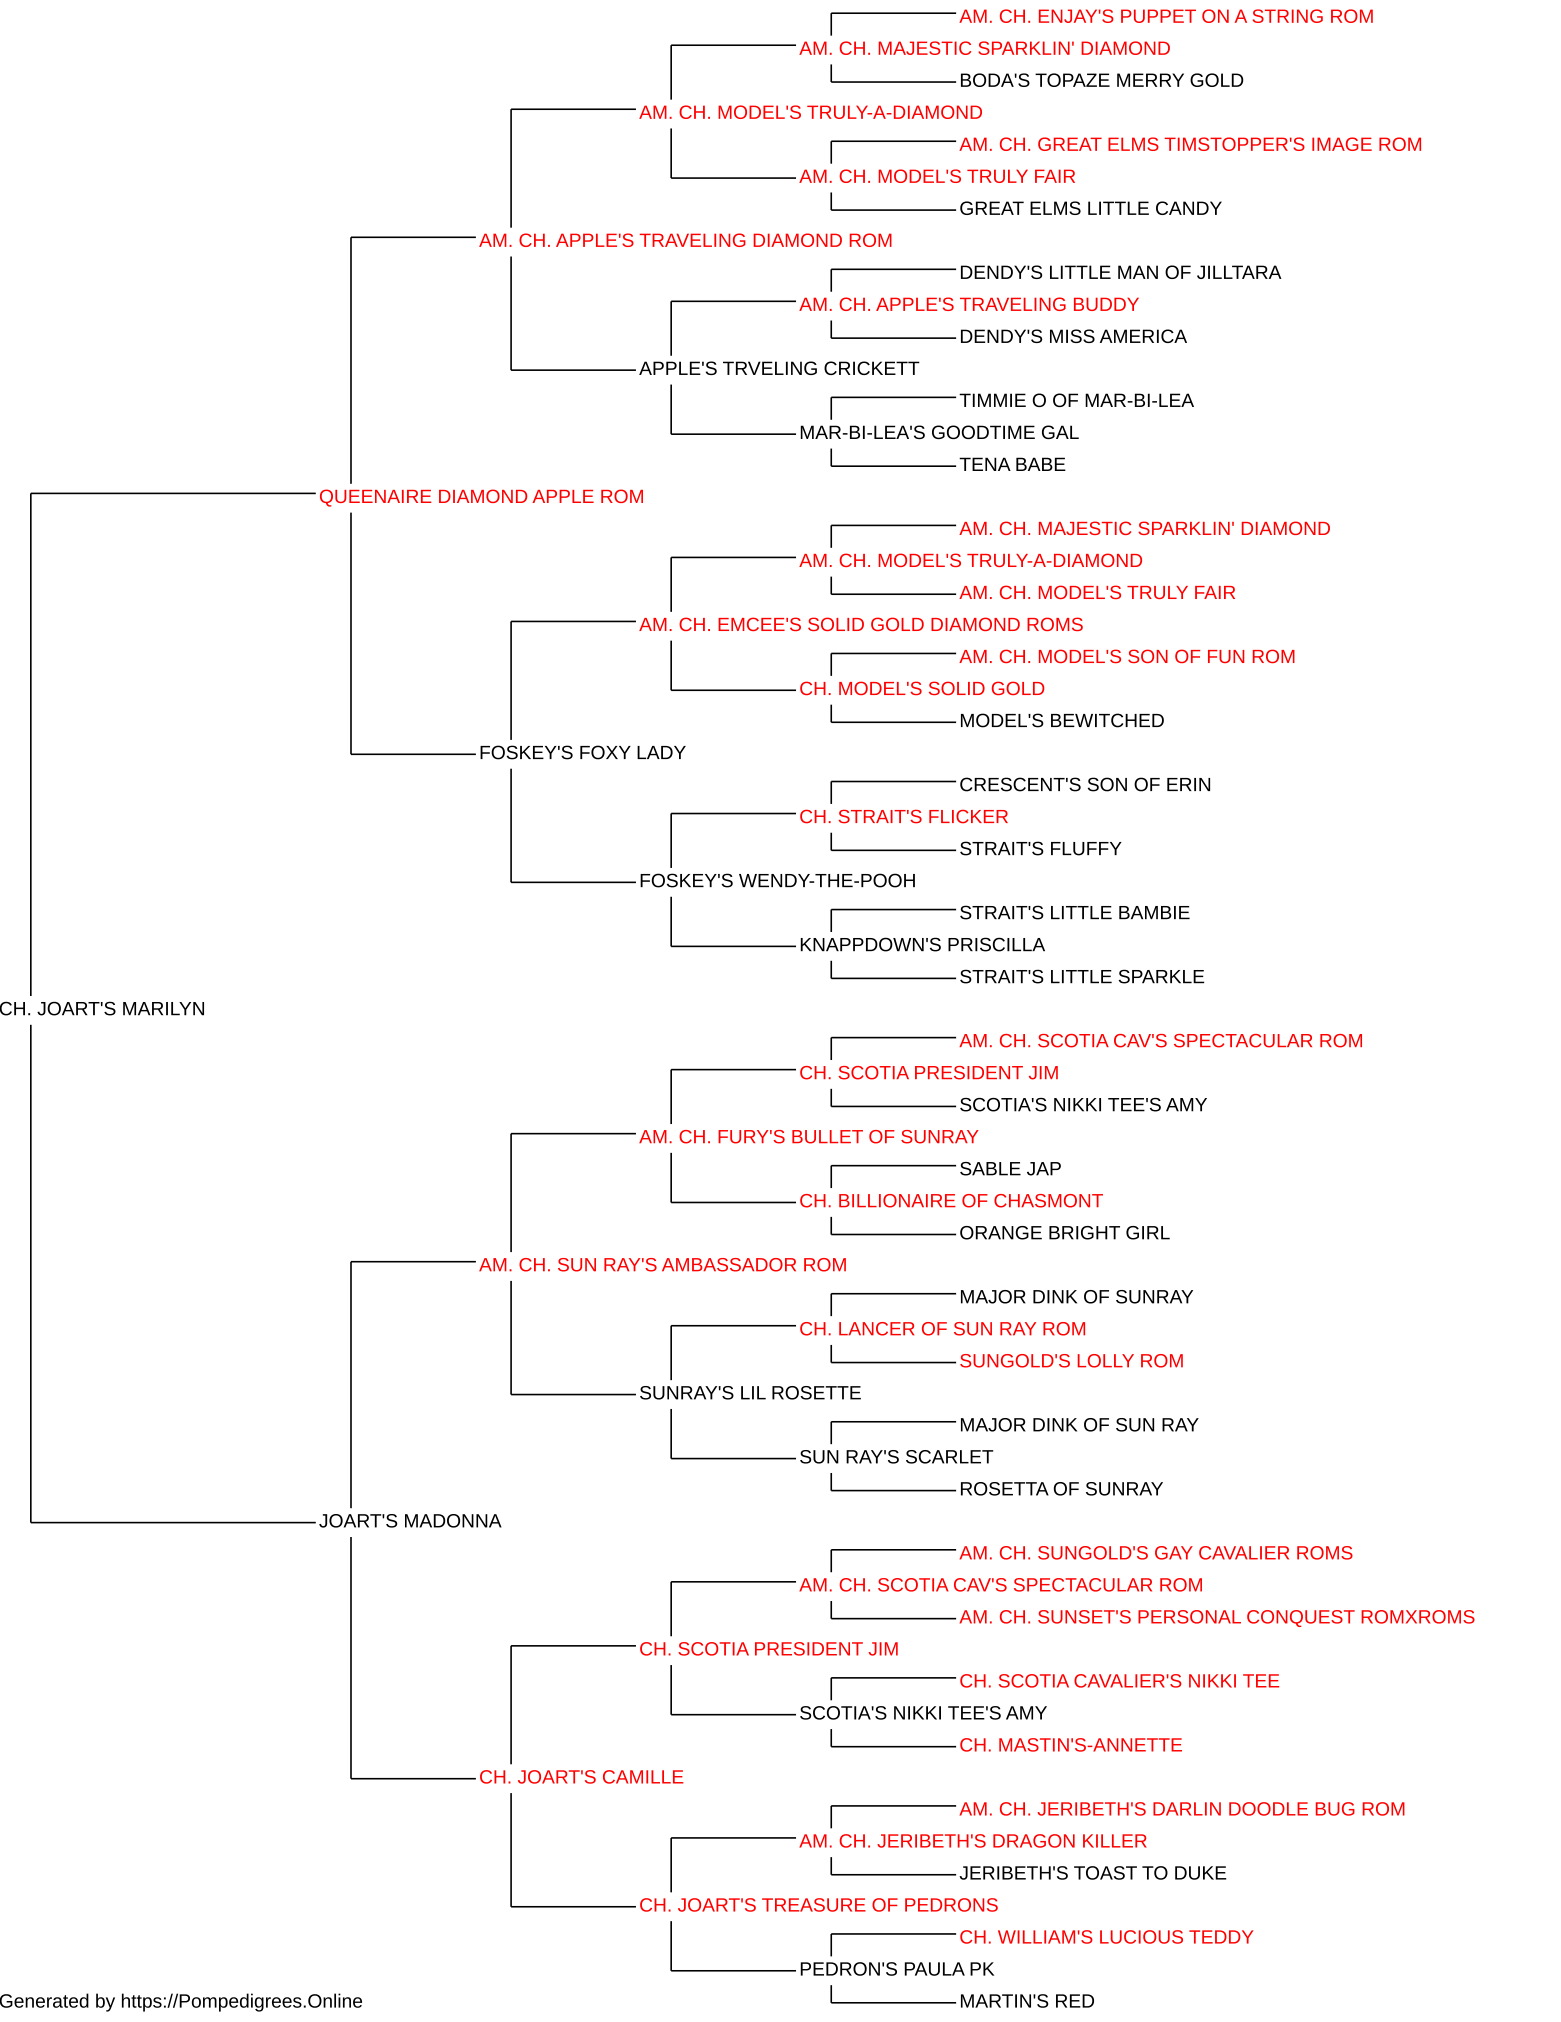 AM. CH. ENJAY'S PUPPET ON A STRING ROM
AM. CH. MAJESTIC SPARKLIN' DIAMOND
BODA'S TOPAZE MERRY GOLD
AM. CH. MODEL'S TRULY-A-DIAMOND
AM. CH. GREAT ELMS TIMSTOPPER'S IMAGE ROM
AM. CH. MODEL'S TRULY FAIR
GREAT ELMS LITTLE CANDY
AM. CH. APPLE'S TRAVELING DIAMOND ROM
DENDY'S LITTLE MAN OF JILLTARA
AM. CH. APPLE'S TRAVELING BUDDY
DENDY'S MISS AMERICA
APPLE'S TRVELING CRICKETT
TIMMIE O OF MAR-BI-LEA
MAR-BI-LEA'S GOODTIME GAL
TENA BABE
QUEENAIRE DIAMOND APPLE ROM
AM. CH. MAJESTIC SPARKLIN' DIAMOND
AM. CH. MODEL'S TRULY-A-DIAMOND
AM. CH. MODEL'S TRULY FAIR
AM. CH. EMCEE'S SOLID GOLD DIAMOND ROMS
AM. CH. MODEL'S SON OF FUN ROM
CH. MODEL'S SOLID GOLD
MODEL'S BEWITCHED
FOSKEY'S FOXY LADY
CRESCENT'S SON OF ERIN
CH. STRAIT'S FLICKER
STRAIT'S FLUFFY
FOSKEY'S WENDY-THE-POOH
STRAIT'S LITTLE BAMBIE
KNAPPDOWN'S PRISCILLA
STRAIT'S LITTLE SPARKLE
CH. JOART'S MARILYN
AM. CH. SCOTIA CAV'S SPECTACULAR ROM
CH. SCOTIA PRESIDENT JIM
SCOTIA'S NIKKI TEE'S AMY
AM. CH. FURY'S BULLET OF SUNRAY
SABLE JAP
CH. BILLIONAIRE OF CHASMONT
ORANGE BRIGHT GIRL
AM. CH. SUN RAY'S AMBASSADOR ROM
MAJOR DINK OF SUNRAY
CH. LANCER OF SUN RAY ROM
SUNGOLD'S LOLLY ROM
SUNRAY'S LIL ROSETTE
MAJOR DINK OF SUN RAY
SUN RAY'S SCARLET
ROSETTA OF SUNRAY
JOART'S MADONNA
AM. CH. SUNGOLD'S GAY CAVALIER ROMS
AM. CH. SCOTIA CAV'S SPECTACULAR ROM
AM. CH. SUNSET'S PERSONAL CONQUEST ROMXROMS
CH. SCOTIA PRESIDENT JIM
CH. SCOTIA CAVALIER'S NIKKI TEE
SCOTIA'S NIKKI TEE'S AMY
CH. MASTIN'S-ANNETTE
CH. JOART'S CAMILLE
AM. CH. JERIBETH'S DARLIN DOODLE BUG ROM
AM. CH. JERIBETH'S DRAGON KILLER
JERIBETH'S TOAST TO DUKE
CH. JOART'S TREASURE OF PEDRONS
CH. WILLIAM'S LUCIOUS TEDDY
PEDRON'S PAULA PK
MARTIN'S RED
Generated by https://Pompedigrees.Online